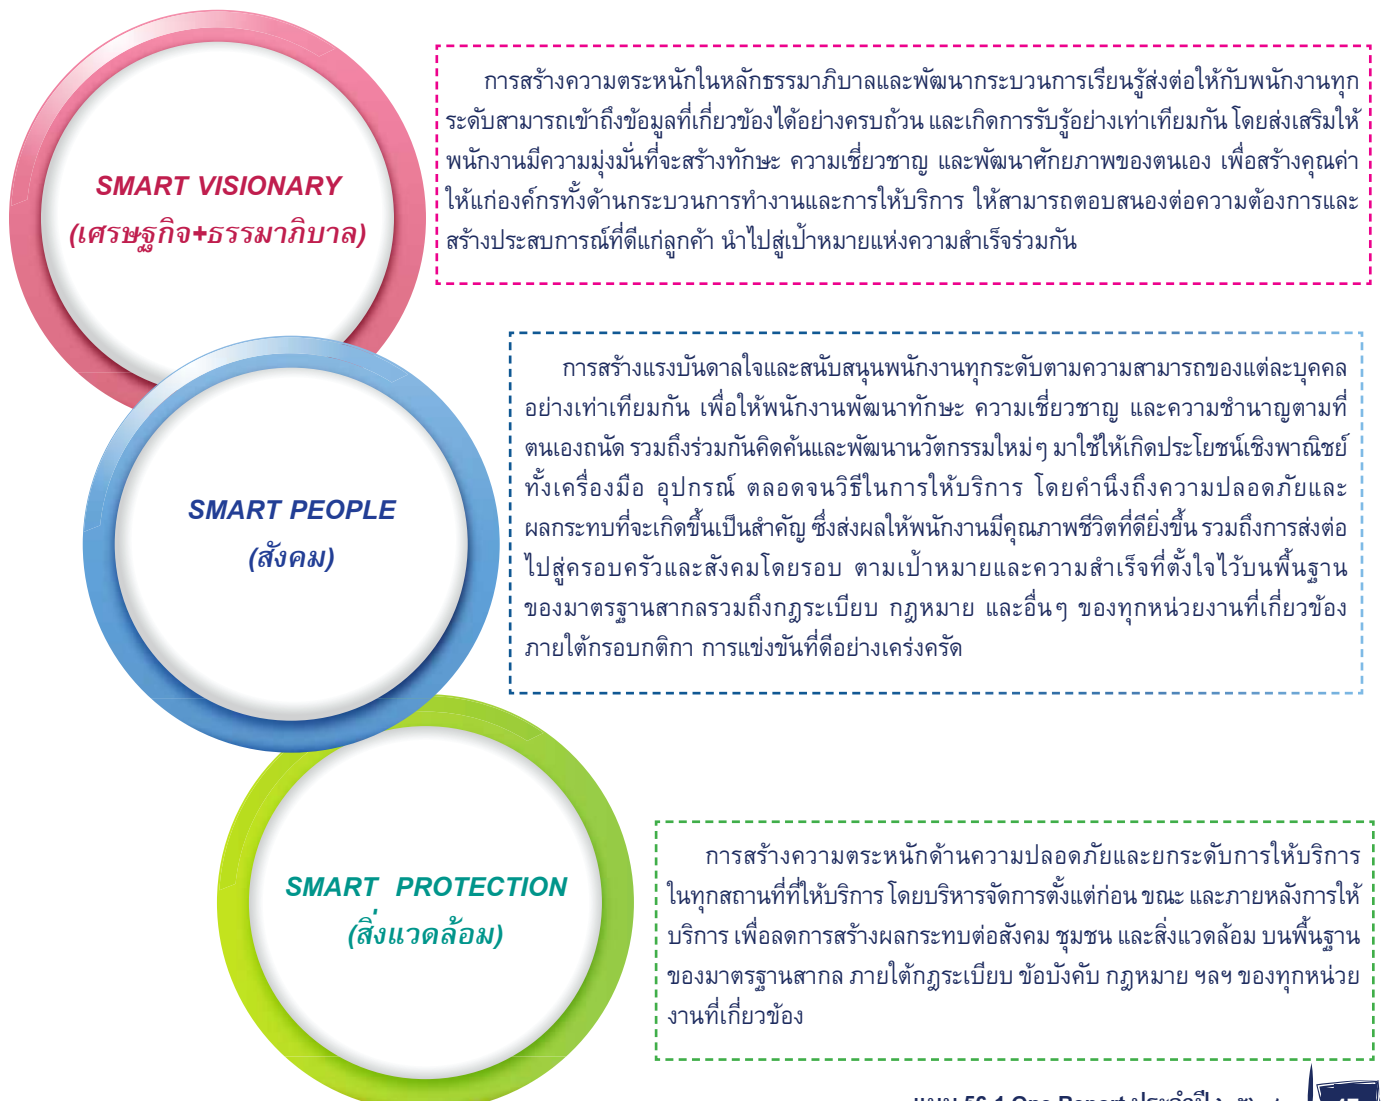 SMART VISIONARY
(เศรษฐกิจ+ธรรมาภิบาล)
การสร้างความตระหนักในหลักธรรมาภิบาลและพัฒนากระบวนการเรียนรู้ส่งต่อให้กับพนักงานทุก
ระดับสามารถเข้าถึงข้อมูลที่เกี่ยวข้องได้อย่างครบถ้วน และเกิดการรับรู้อย่างเท่าเทียมกัน โดยส่งเสริมให้
พนักงานมีความมุ่งมั่นที่จะสร้างทักษะ ความเชี่ยวชาญ และพัฒนาศักยภาพของตนเอง เพื่อสร้างคุณค่า
ให้แก่องค์กรทั้งด้านกระบวนการทำงานและการให้บริการ ให้สามารถตอบสนองต่อความต้องการและ
สร้างประสบการณ์ที่ดีแก่ลูกค้า นำไปสู่เป้าหมายแห่งความสำเร็จร่วมกัน
SMART PEOPLE
(สังคม)
การสร้างแรงบันดาลใจและสนับสนุนพนักงานทุกระดับตามความสามารถของแต่ละบุคคล
อย่างเท่าเทียมกัน เพื่อให้พนักงานพัฒนาทักษะ ความเชี่ยวชาญ และความชำนาญตามที่
ตนเองถนัด รวมถึงร่วมกันคิดค้นและพัฒนานวัตกรรมใหม่ๆ มาใช้ให้เกิดประโยชน์เชิงพาณิชย์
ทั้งเครื่องมือ อุปกรณ์ ตลอดจนวิธีในการให้บริการ โดยคำนึงถึงความปลอดภัยและ
ผลกระทบที่จะเกิดขึ้นเป็นสำคัญ ซึ่งส่งผลให้พนักงานมีคุณภาพชีวิตที่ดียิ่งขึ้น รวมถึงการส่งต่อ
ไปสู่ครอบครัวและสังคมโดยรอบ ตามเป้าหมายและความสำเร็จที่ตั้งใจไว้บนพื้นฐาน
ของมาตรฐานสากลรวมถึงกฎระเบียบ กฎหมาย และอื่นๆ ของทุกหน่วยงานที่เกี่ยวข้อง
ภายใต้กรอบกติกา การแข่งขันที่ดีอย่างเคร่งครัด
SMART PROTECTION
(สิ่งแวดล้อม)
การสร้างความตระหนักด้านความปลอดภัยและยกระดับการให้บริการ
ในทุกสถานที่ที่ให้บริการ โดยบริหารจัดการตั้งแต่ก่อน ขณะ และภายหลังการให้
บริการ เพื่อลดการสร้างผลกระทบต่อสังคม ชุมชน และสิ่งแวดล้อม บนพื้นฐาน
ของมาตรฐานสากล ภายใต้กฎระเบียบ ข้อบังคับ กฎหมาย ฯลฯ ของทุกหน่วย
งานที่เกี่ยวข้อง
แบบ 56-1 One Report ประจำปี